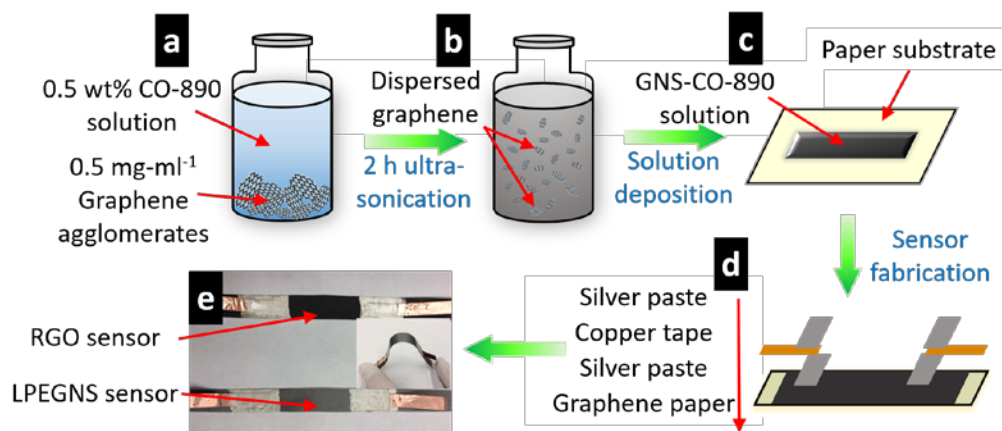 a
0.5 wt% CO-890
solution
0.5 mg-ml⁻¹
Graphene
agglomerates
b
Dispersed
graphene
2 h ultra-
sonication
c
Paper substrate
GNS-CO-890
solution
Solution
deposition
Sensor
fabrication
d
Silver paste
Copper tape
Silver paste
Graphene paper
e
RGO sensor
LPEGNS sensor